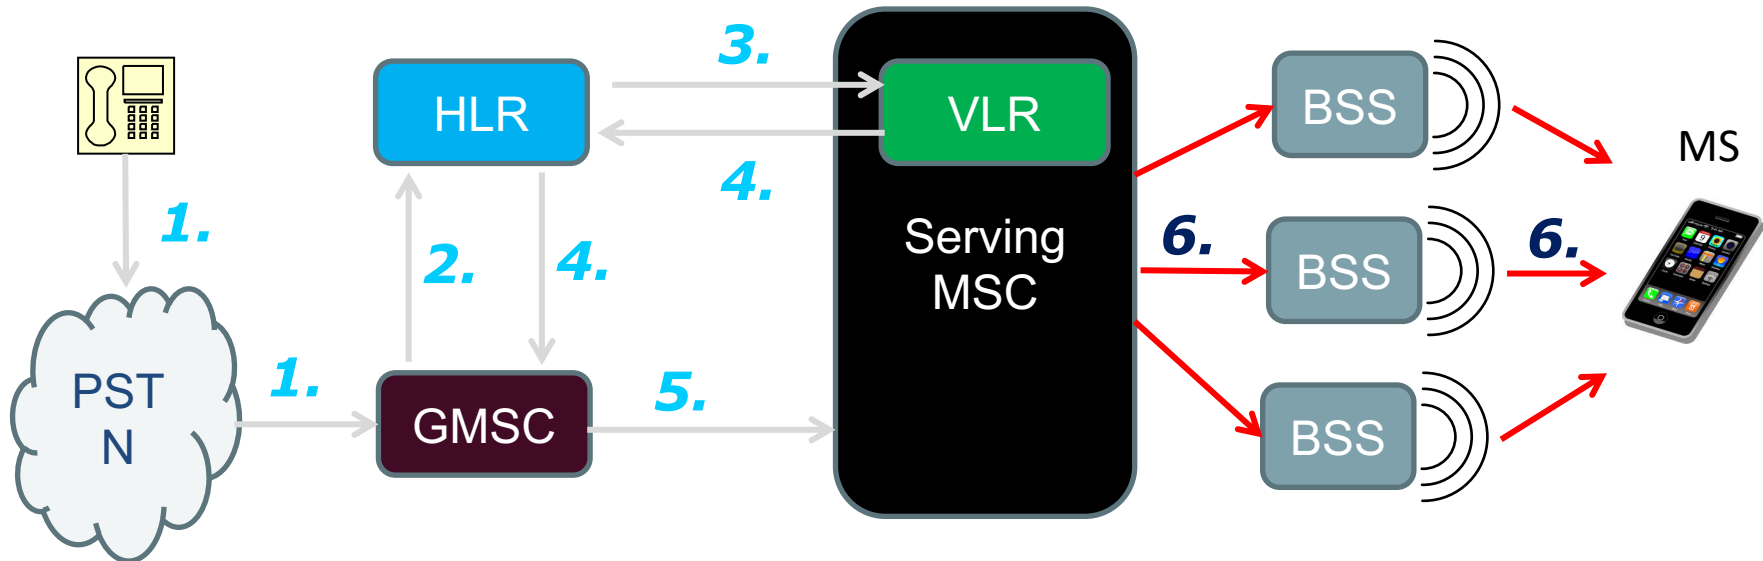 3.
HLR
VLR
BSS
MS
4.
1.
2.
4.
Serving
MSC
6.
BSS
6.
PST
N
1.
GMSC
5.
BSS